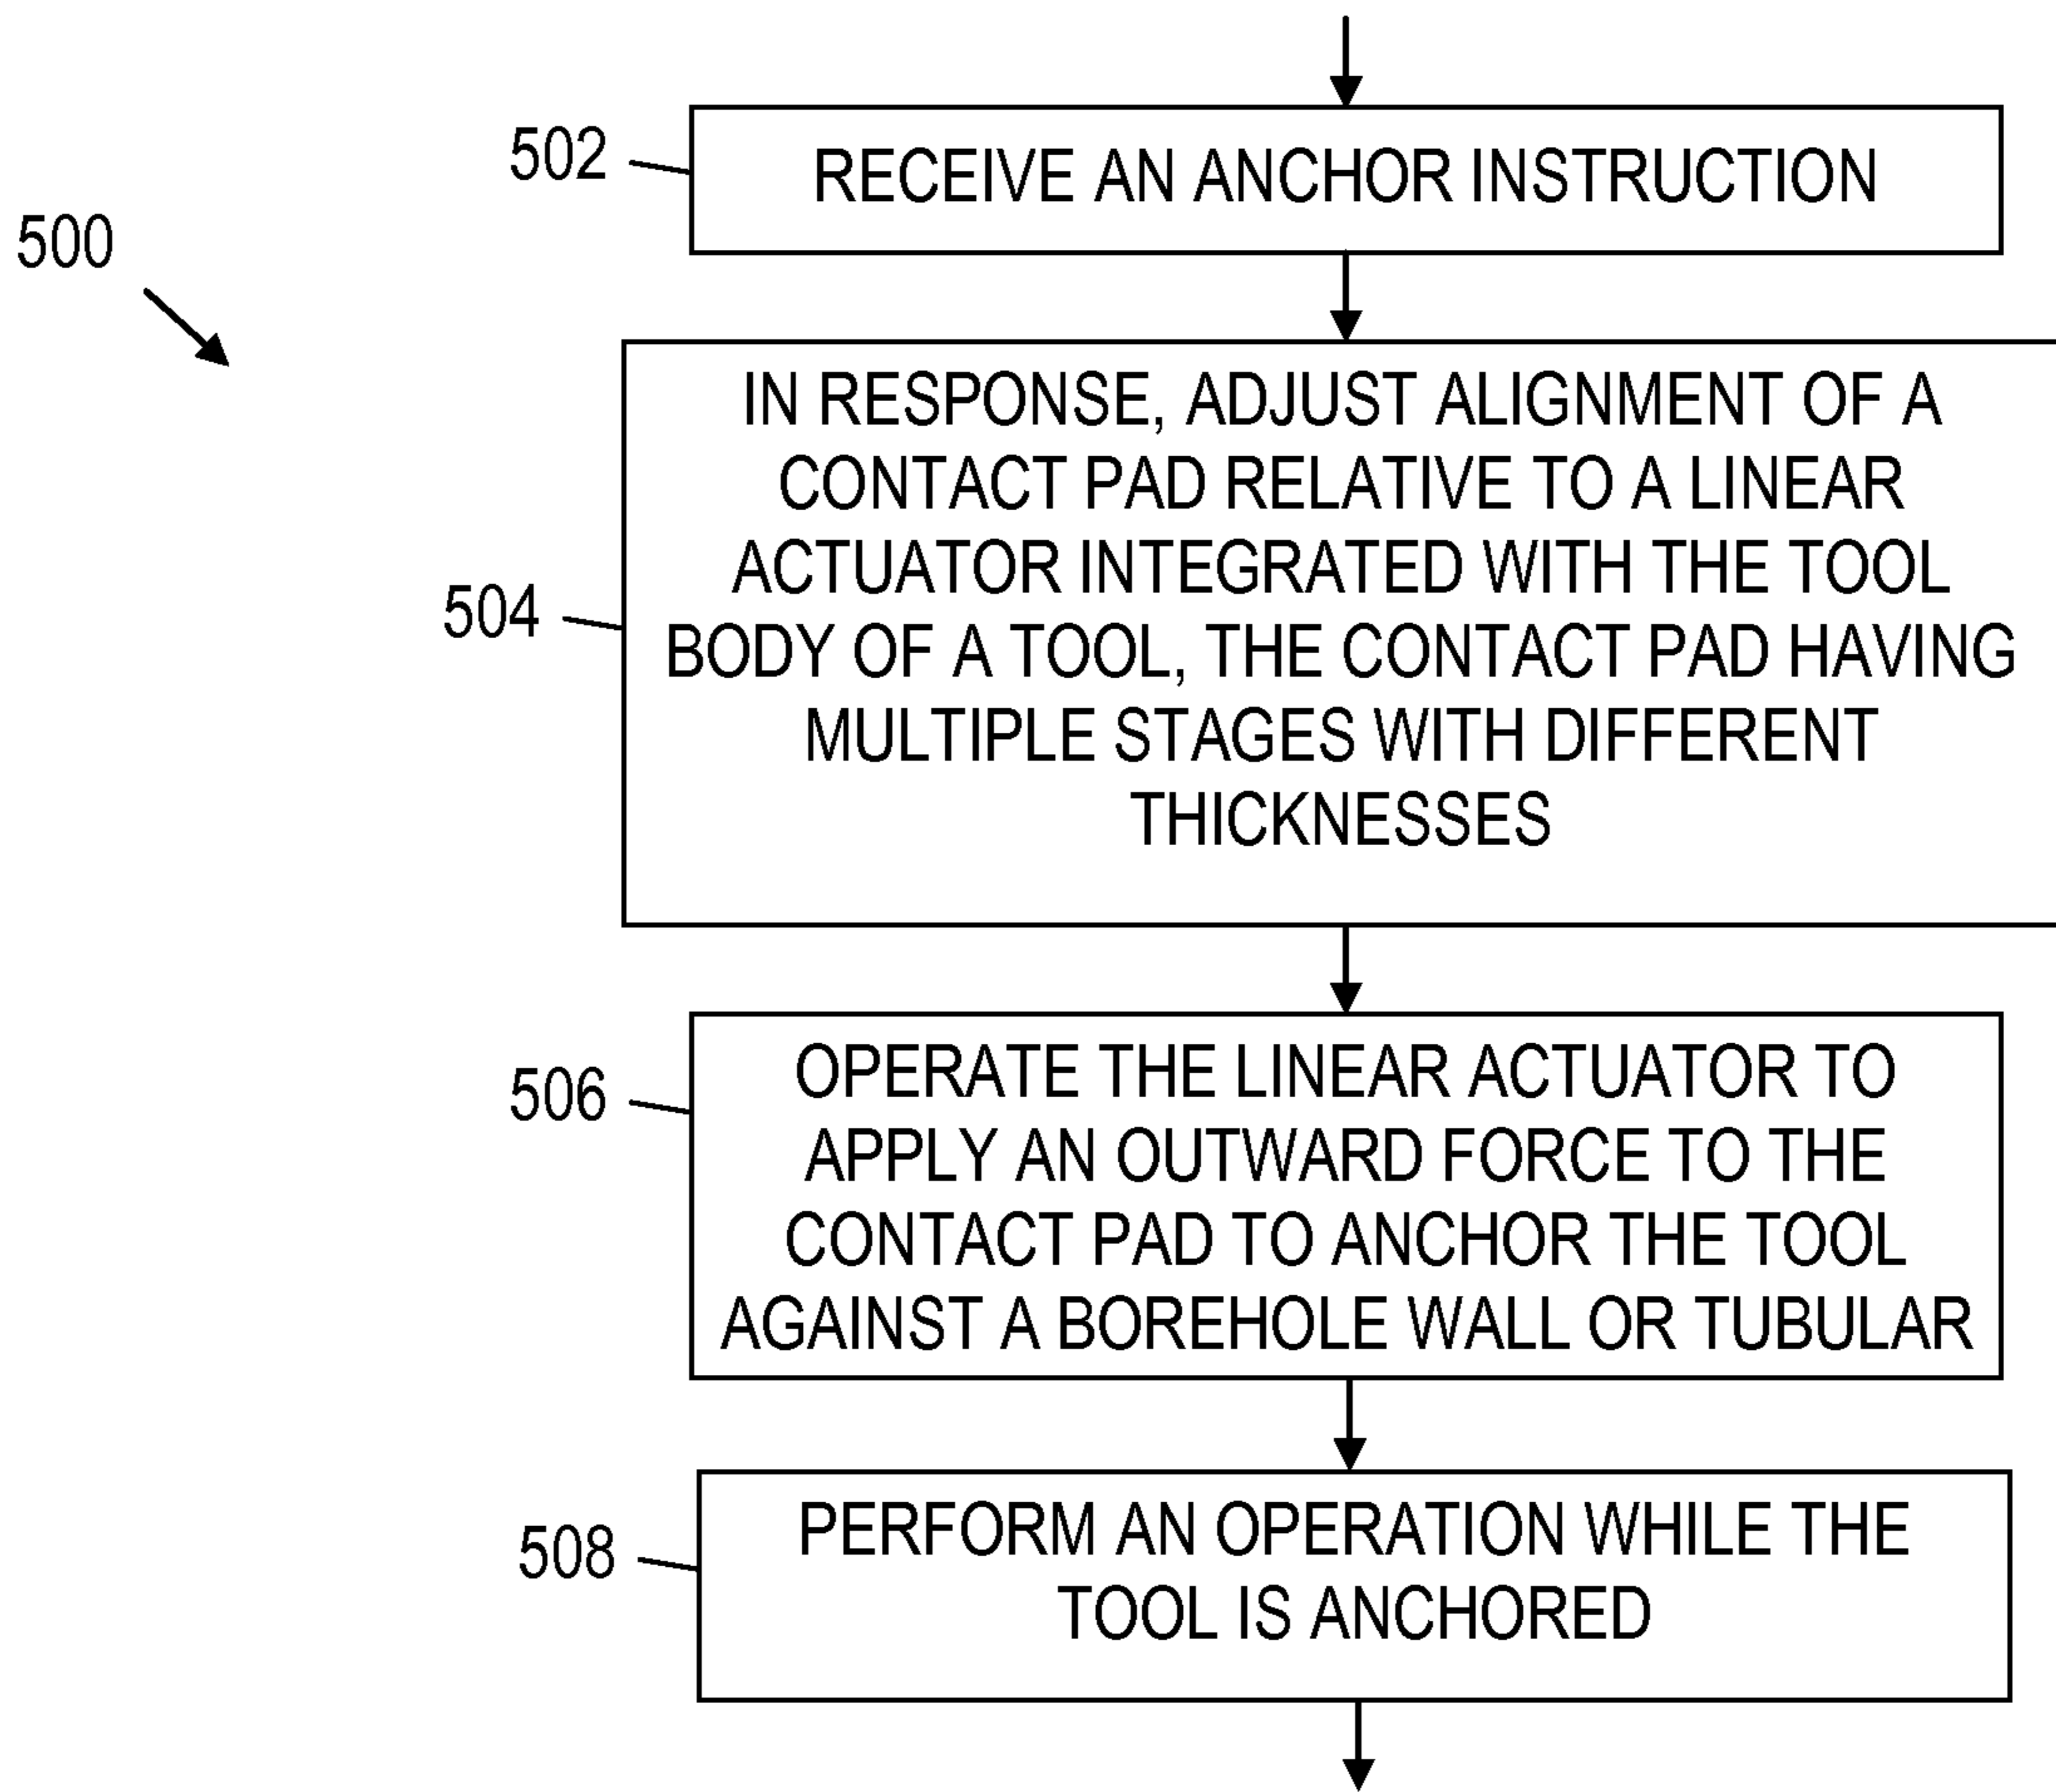 502
RECEIVE AN ANCHOR INSTRUCTION
500
IN RESPONSE, ADJUST ALIGNMENT OF A
CONTACT PAD RELATIVE TO A LINEAR
ACTUATOR INTEGRATED WITH THE TOOL
BODY OF A TOOL, THE CONTACT PAD HAVING
MULTIPLE STAGES WITH DIFFERENT
THICKNESSES
504
OPERATE THE LINEAR ACTUATOR TO
APPLY AN OUTWARD FORCE TO THE
CONTACT PAD TO ANCHOR THE TOOL
AGAINST A BOREHOLE WALL OR TUBULAR
506
PERFORM AN OPERATION WHILE THE
TOOL IS ANCHORED
508